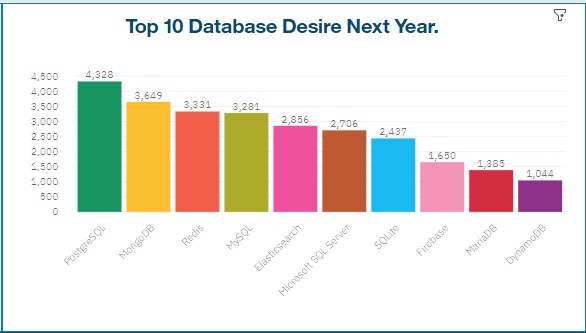 Top 10 Database Desire Next Year.
4,500
4,000
3,500
3,000
2,500
2,000
1,500
1,000
500
0
4,328
3,649
3,331
3,281
2,856
2,706
2,437
1,650
1,385
1,044
PostgreSQL
MongoDB
Redis
MySQL
Elasticsearch
Microsoft SQL Server
SQLite
Firebase
MariaDB
DynamoDB